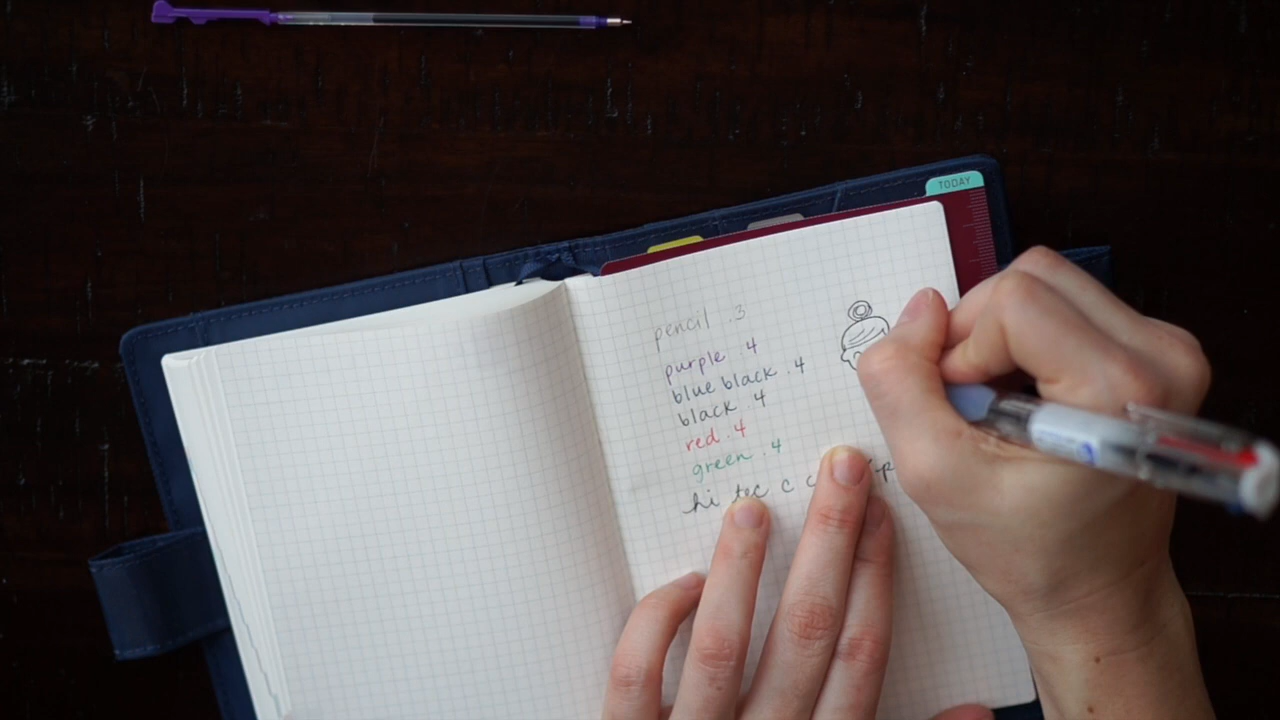 TODAY
pencil .3
purple .4
blue black .4
black .4
red .4
green .4
hi tec c